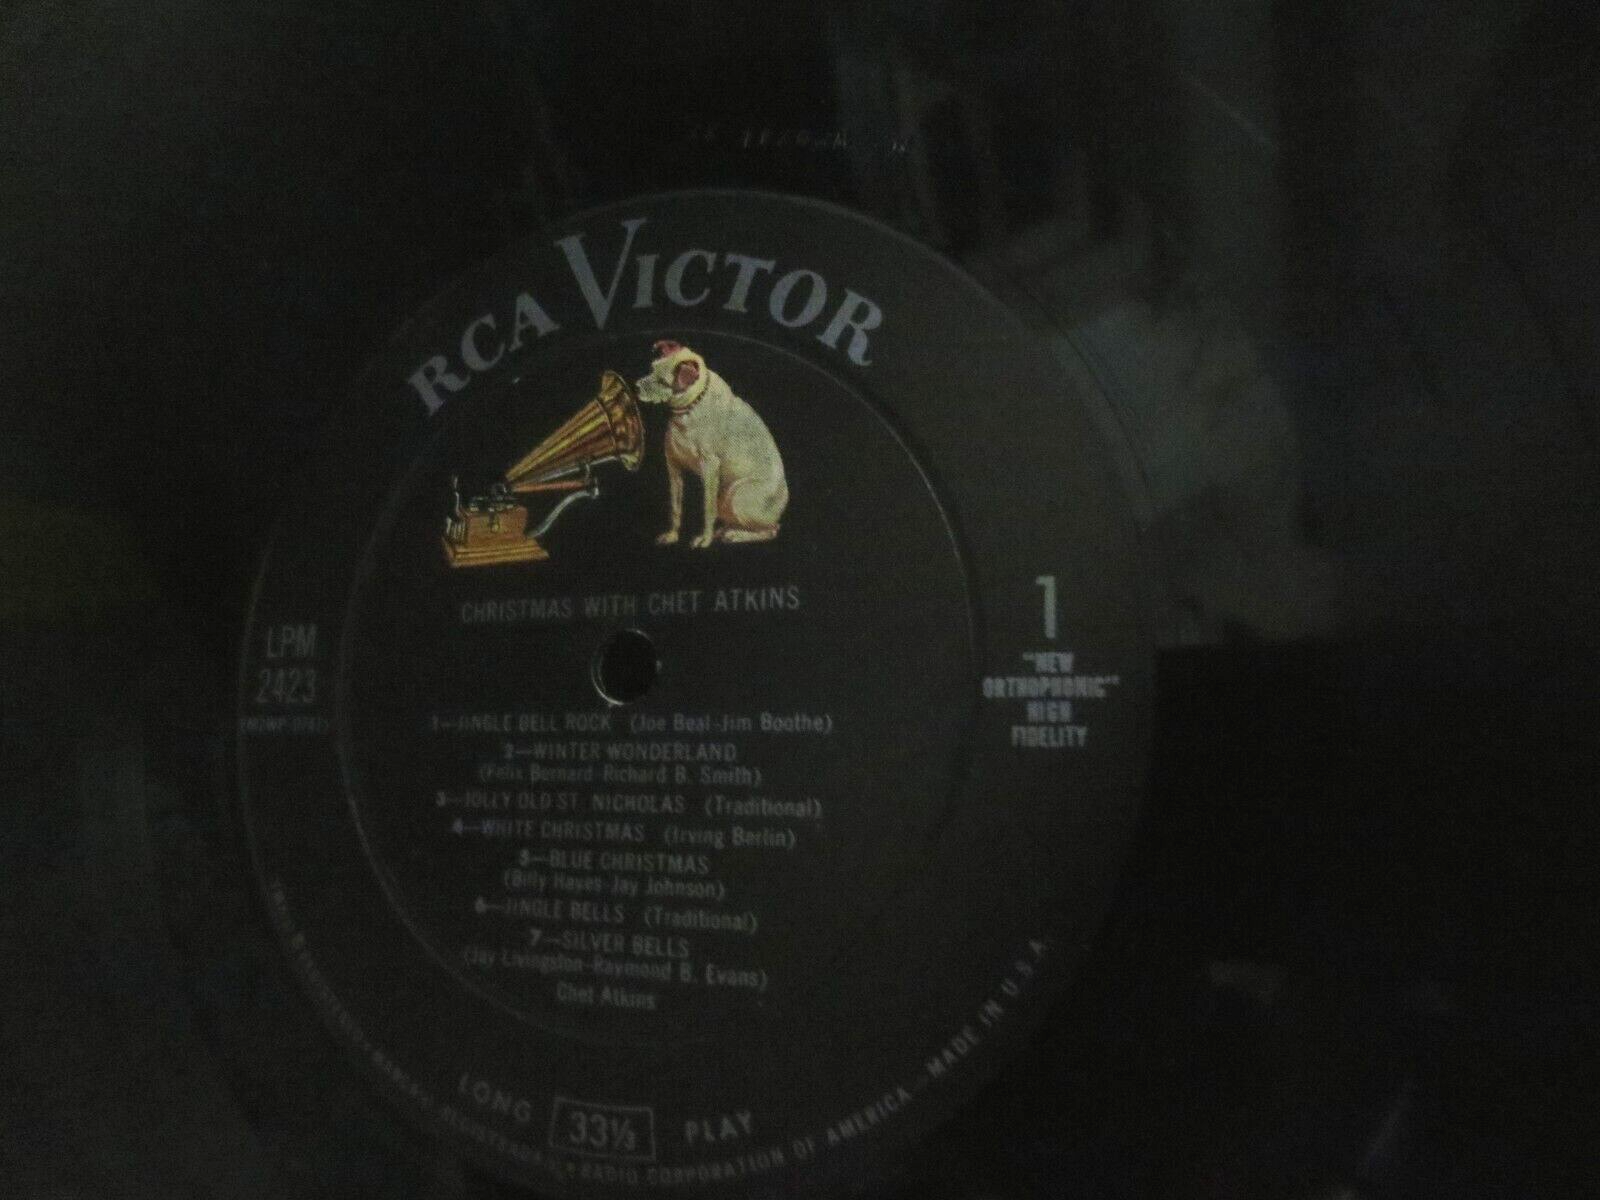 RCA VICTOR
CHRISTMAS WITH CHET ATKINS
LPM
2423
1
"NEW
ORTHOPHONIC"
HIGH
FIDELITY
1—JINGLE BELL ROCK (Joe Beal-Jim Boothe)
2—WINTER WONDERLAND
(Felix Bernard-Richard B. Smith)
3—JOLLY OLD ST. NICHOLAS (Traditional)
4—WHITE CHRISTMAS (Irving Berlin)
5—BLUE CHRISTMAS
(Billy Hayes-Jay Johnson)
6—JINGLE BELLS (Traditional)
7—SILVER BELLS
(Jay Livingston-Raymond B. Evans)
Chet Atkins
LONG 33⅓ PLAY
RADIO CORPORATION OF AMERICA—MADE IN U.S.A.